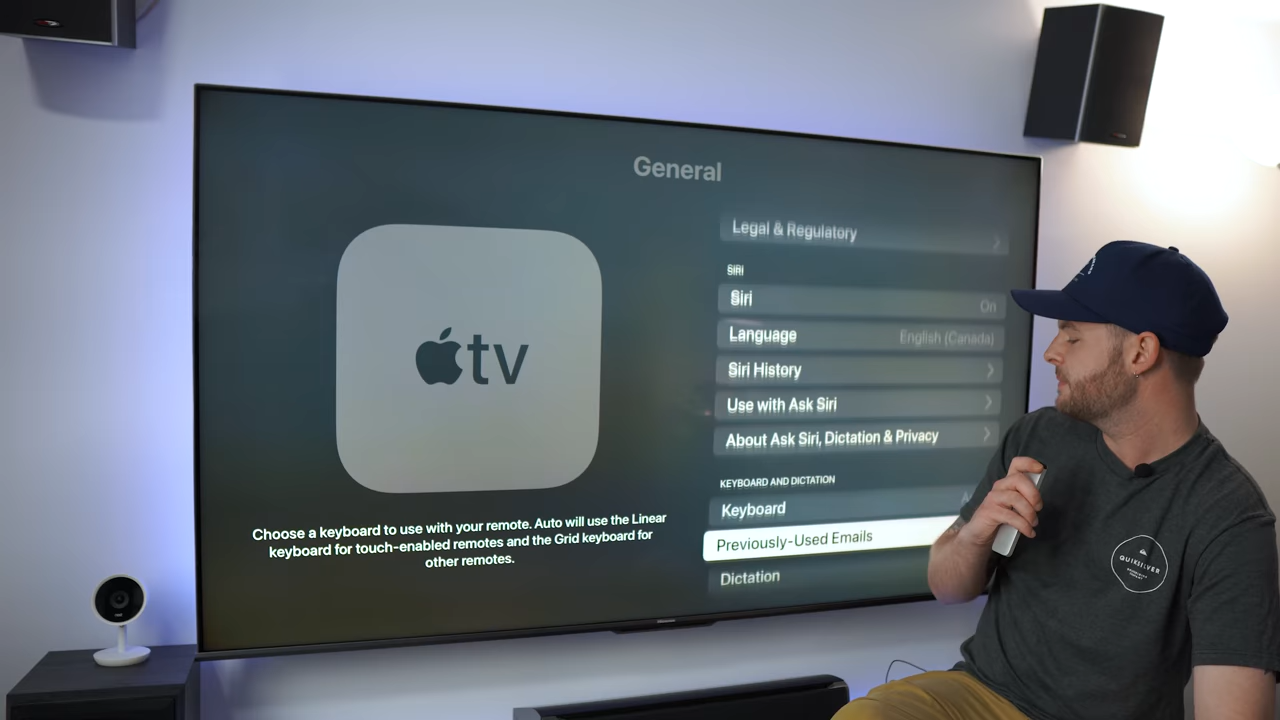 General
Legal & Regulatory
SIRI
Siri
On
Language
English (Canada)
Siri History
Use with Ask Siri
About Ask Siri, Dictation & Privacy
KEYBOARD AND DICTATION
Keyboard
Previously-Used Emails
Dictation
tv
Choose a keyboard to use with your remote. Auto will use the Linear
keyboard for touch-enabled remotes and the Grid keyboard for
other remotes.
QUIKSILVER